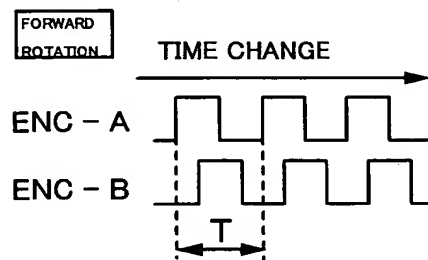 FORWARD
ROTATION
TIME CHANGE
ENC - A
ENC - B
T